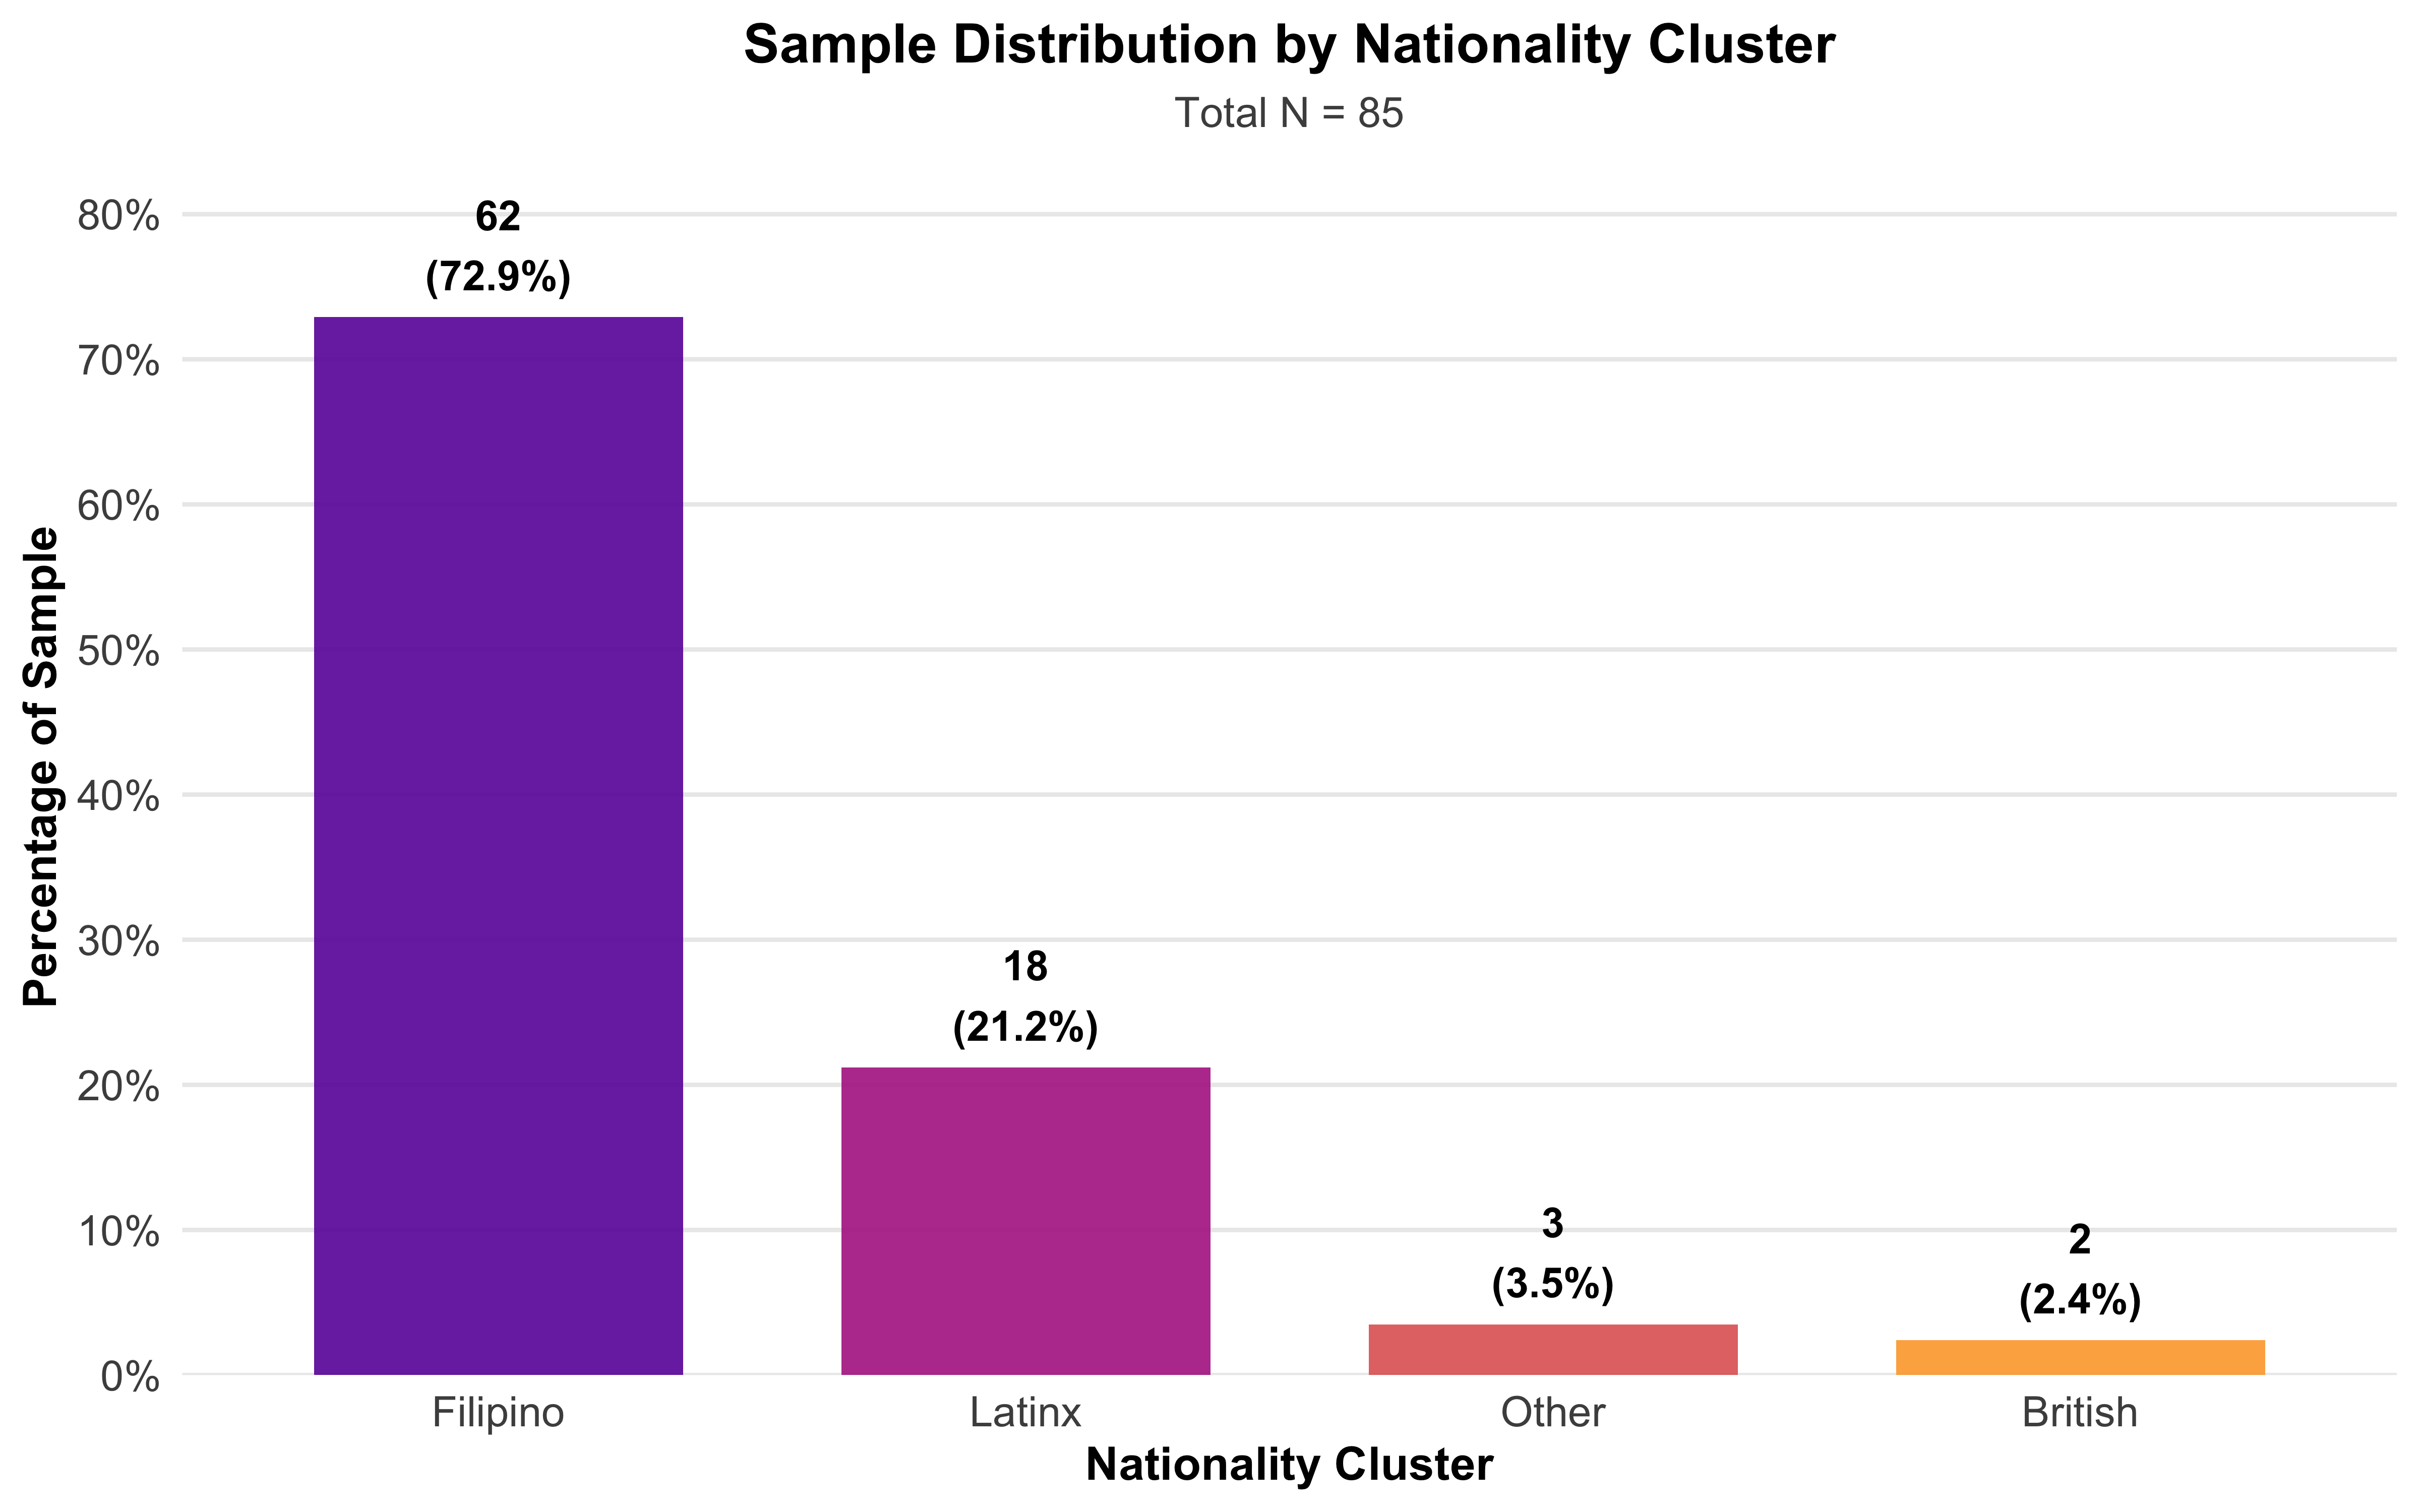 Sample Distribution by Nationality Cluster
Total N = 85
Percentage of Sample
80%
70%
60%
50%
40%
30%
20%
10%
0%
62
(72.9%)
18
(21.2%)
3
(3.5%)
2
(2.4%)
Filipino
Latinx
Other
British
Nationality Cluster